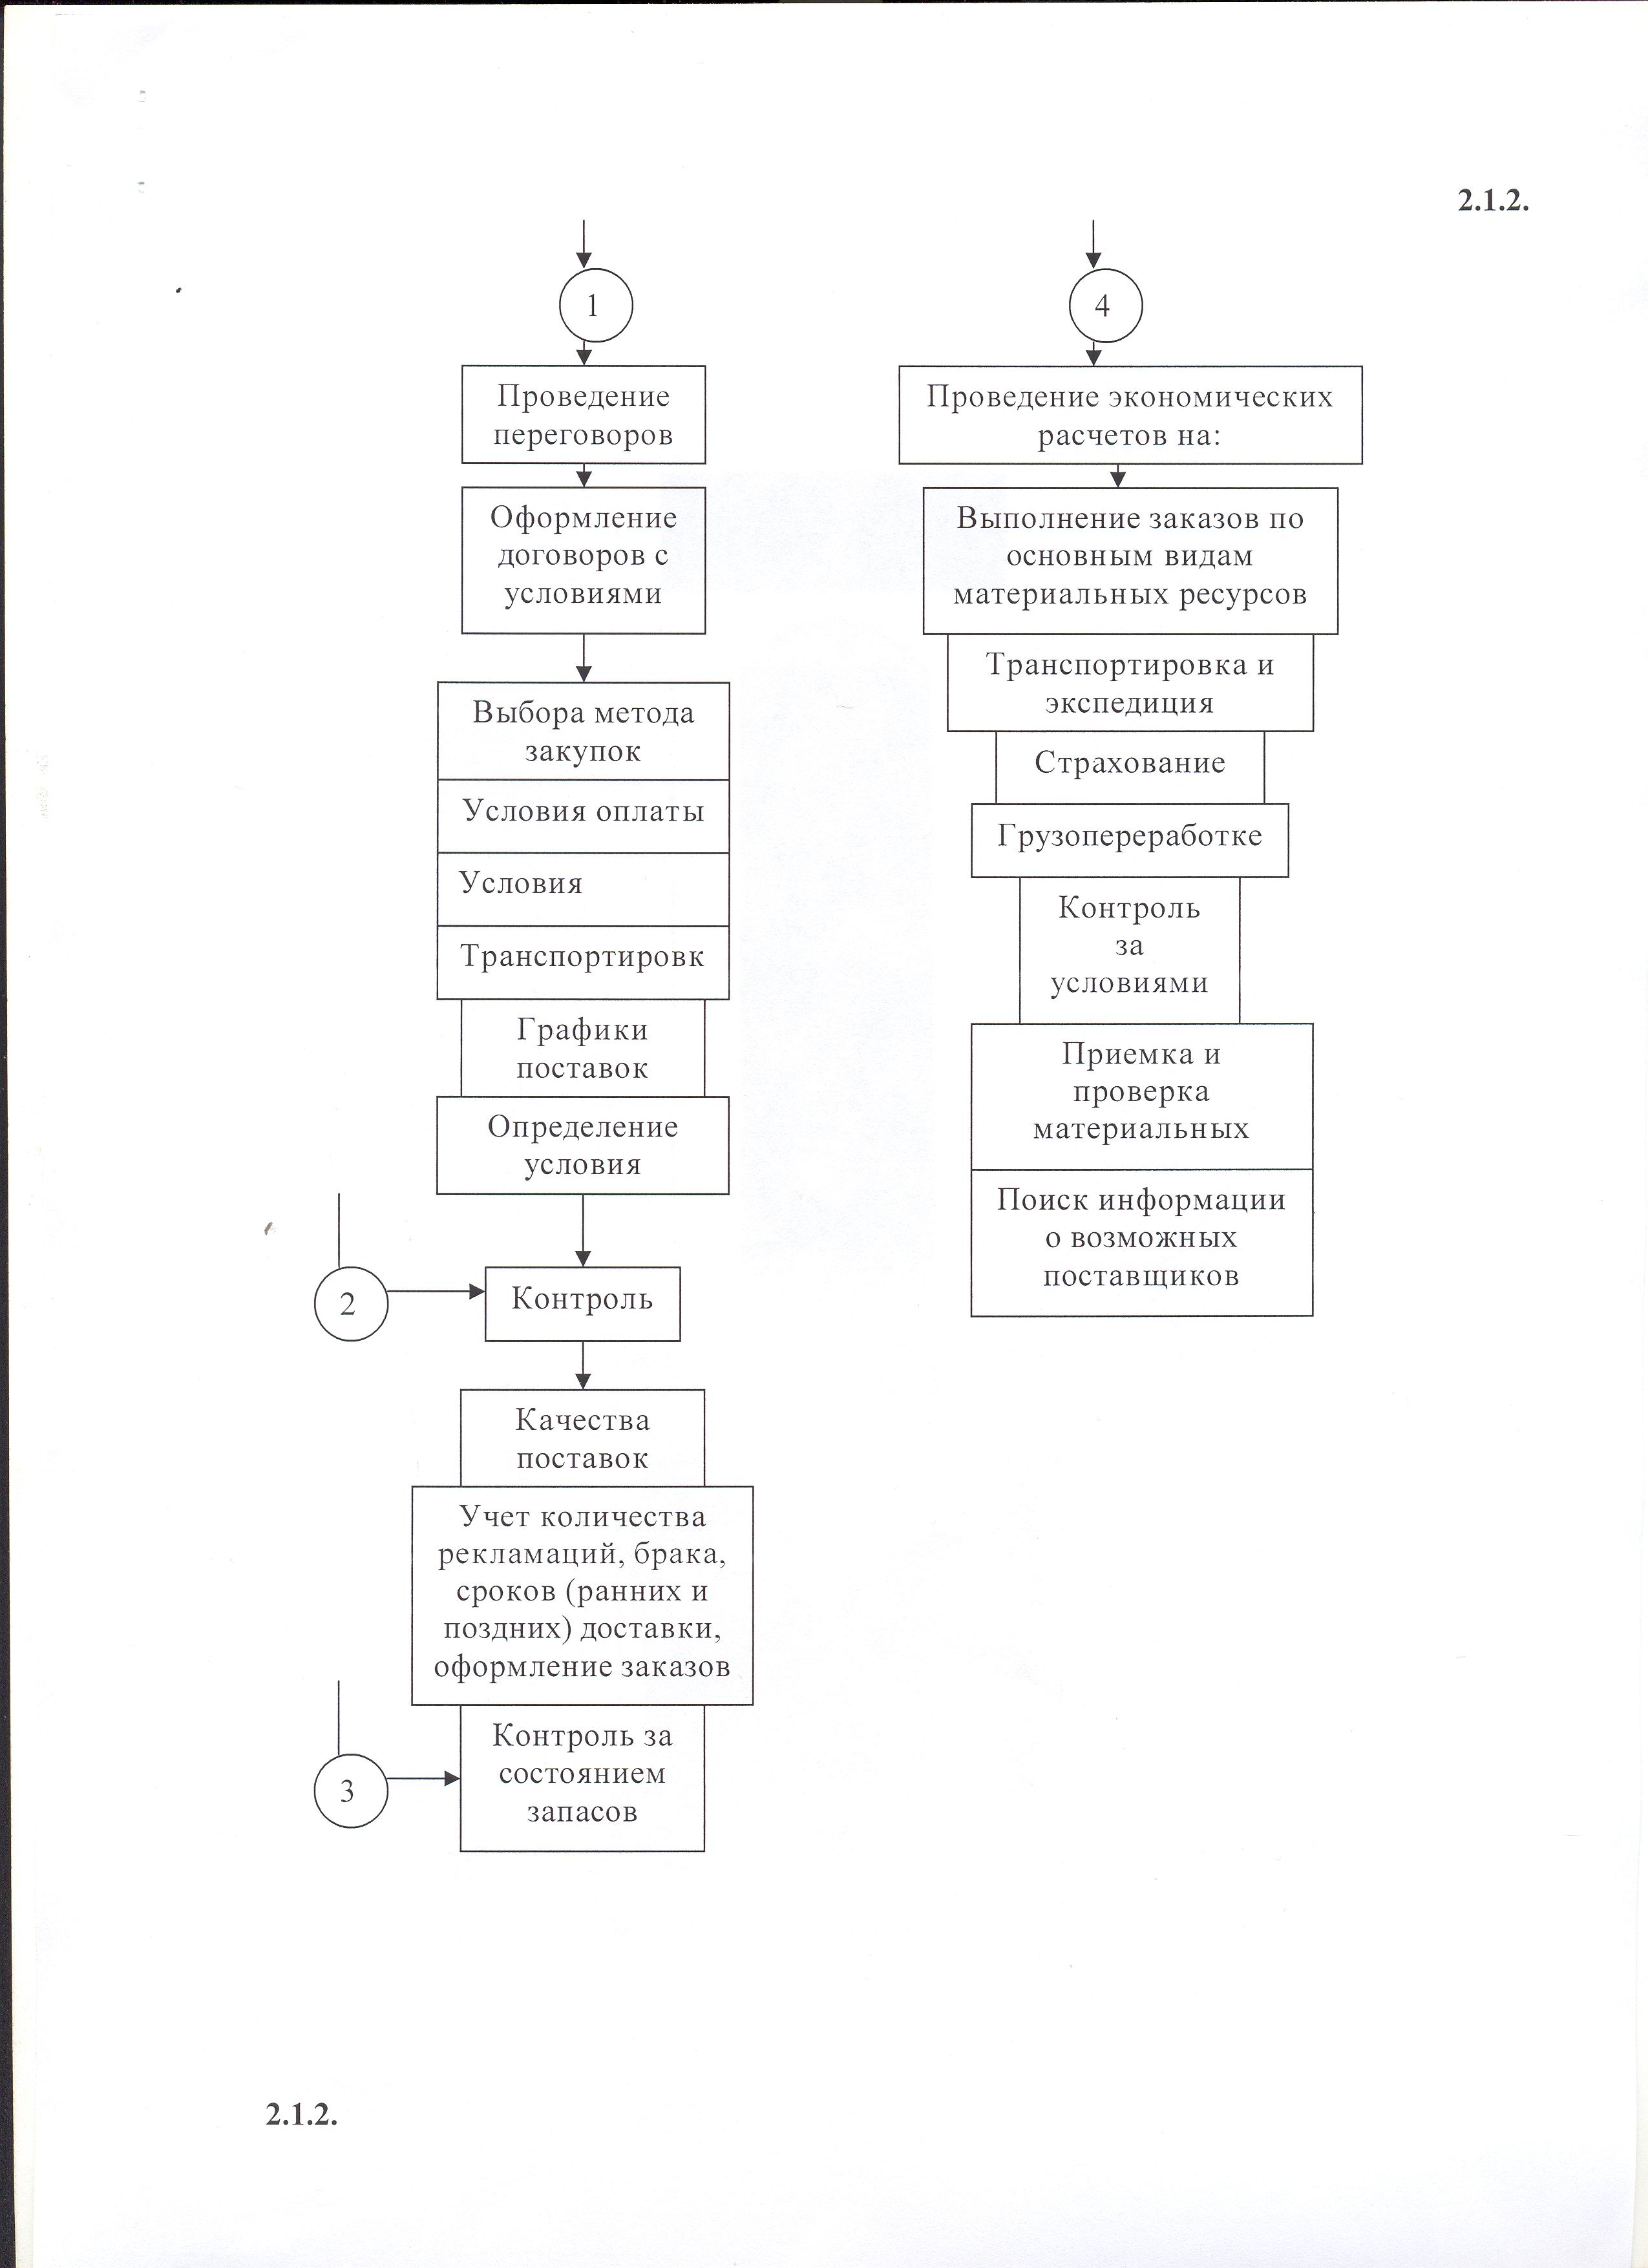 2.1.2.
1
Проведение
переговоров
Оформление
договоров с
условиями
Выбора метода
закупок
Условия оплаты
Условия
Транспортировк
Графики
поставок
Определение
условия
2
Контроль
Качества
поставок
Учет количества
рекламаций, брака,
сроков (ранних и
поздних) доставки,
оформление заказов
3
Контроль за
состоянием
запасов
4
Проведение экономических
расчетов на:
Выполнение заказов по
основным видам
материальных ресурсов
Транспортировка и
экспедиция
Страхование
Грузопереработке
Контроль
за
условиями
Приемка и
проверка
материальных
Поиск информации
о возможных
поставщиков
2.1.2.